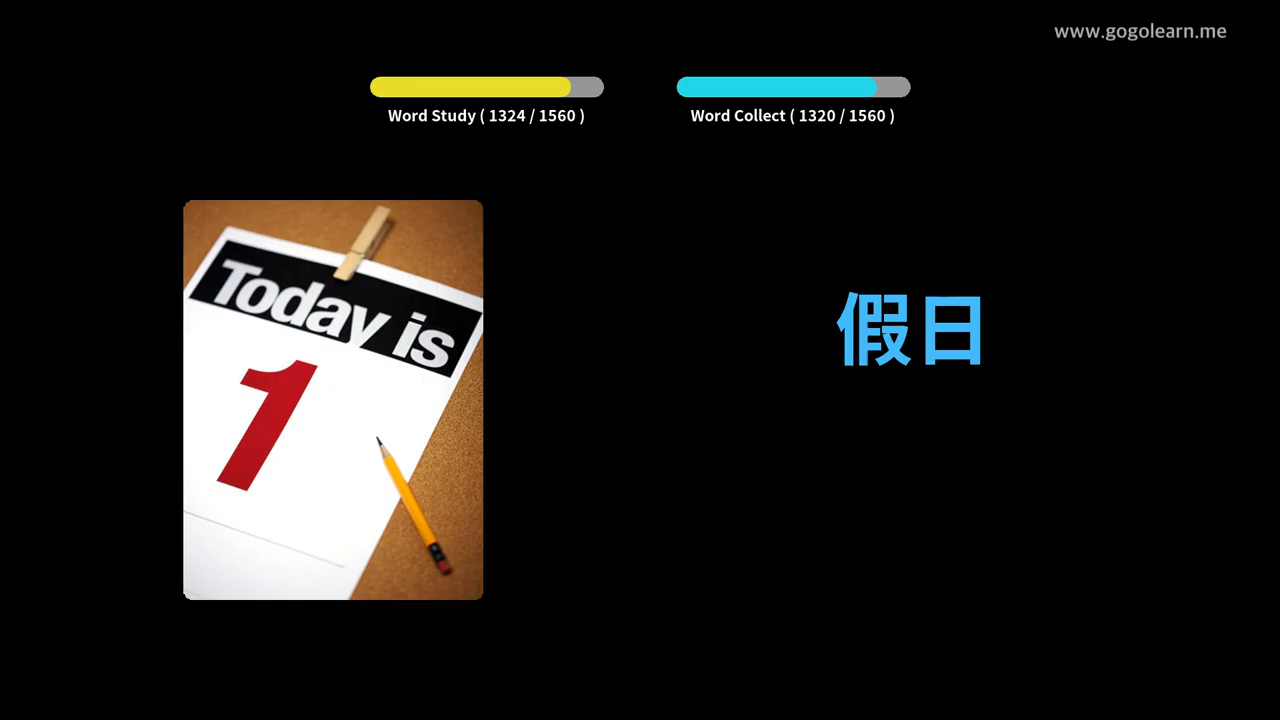 www.gogolearn.me
Word Study ( 1324 / 1560 )
Word Collect ( 1320 / 1560 )
Today is
1
假日